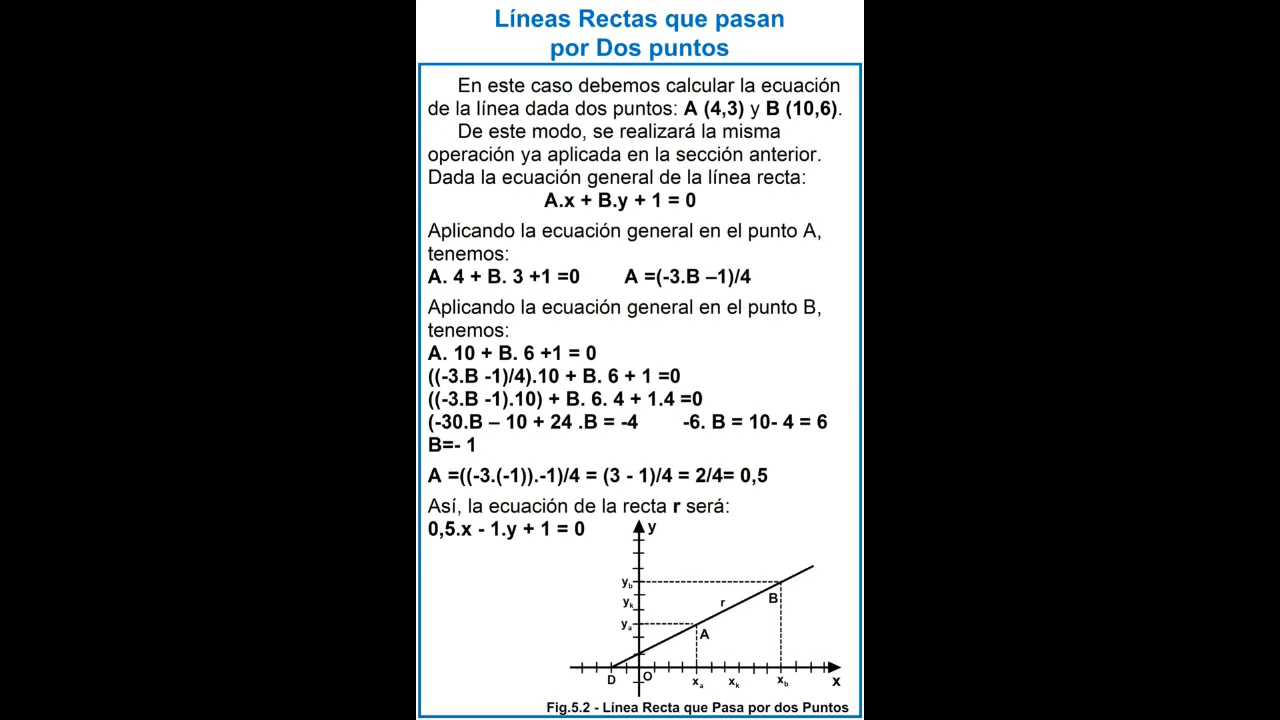 Líneas Rectas que pasan
por Dos puntos
En este caso debemos calcular la ecuación
de la línea dada dos puntos: A (4,3) y B (10,6).
De este modo, se realizará la misma
operación ya aplicada en la sección anterior.
Dada la ecuación general de la línea recta:
A.x + B.y + 1 = 0
Aplicando la ecuación general en el punto A,
tenemos:
A. 4 + B. 3 +1 =0 A =(-3.B –1)/4
Aplicando la ecuación general en el punto B,
tenemos:
A. 10 + B. 6 +1 = 0
((-3.B -1)/4).10 + B. 6 + 1 =0
((-3.B -1).10) + B. 6. 4 + 1.4 =0
(-30.B – 10 + 24 .B = -4 -6. B = 10- 4 = 6
B=- 1
A =((-3.(-1)).-1)/4 = (3 - 1)/4 = 2/4= 0,5
Así, la ecuación de la recta r será:
0,5.x - 1.y + 1 = 0
y
yb
yk
ya
r
B
A
D O xa xk xb x
Fig.5.2 - Línea Recta que Pasa por dos Puntos